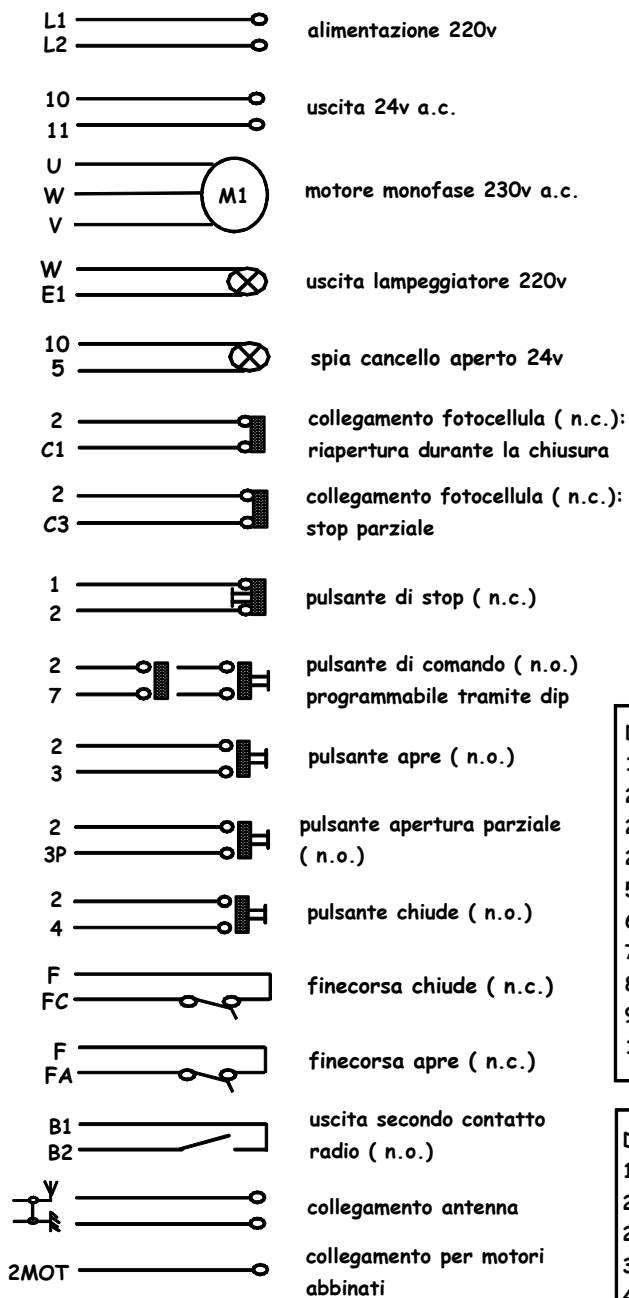 L1
L2
alimentazione 220v
10
11
uscita 24v a.c.
U
W
V
M1
motore monofase 230v a.c.
W
E1
uscita lampeggiatore 220v
10
5
spia cancello aperto 24v
2
C1
collegamento fotocellula ( n.c.):
riapertura durante la chiusura
2
C3
collegamento fotocellula ( n.c.):
stop parziale
1
2
pulsante di stop ( n.c.)
2
7
pulsante di comando ( n.o.)
programmabile tramite dip
2
3
pulsante apre ( n.o.)
2
3P
pulsante apertura parziale
( n.o.)
2
4
pulsante chiude ( n.o.)
F
FC
finecorsa chiude ( n.c.)
F
FA
finecorsa apre ( n.c.)
B1
B2
uscita secondo contatto
radio ( n.o.)
collegamento antenna
2MOT
collegamento per motori
abbinati